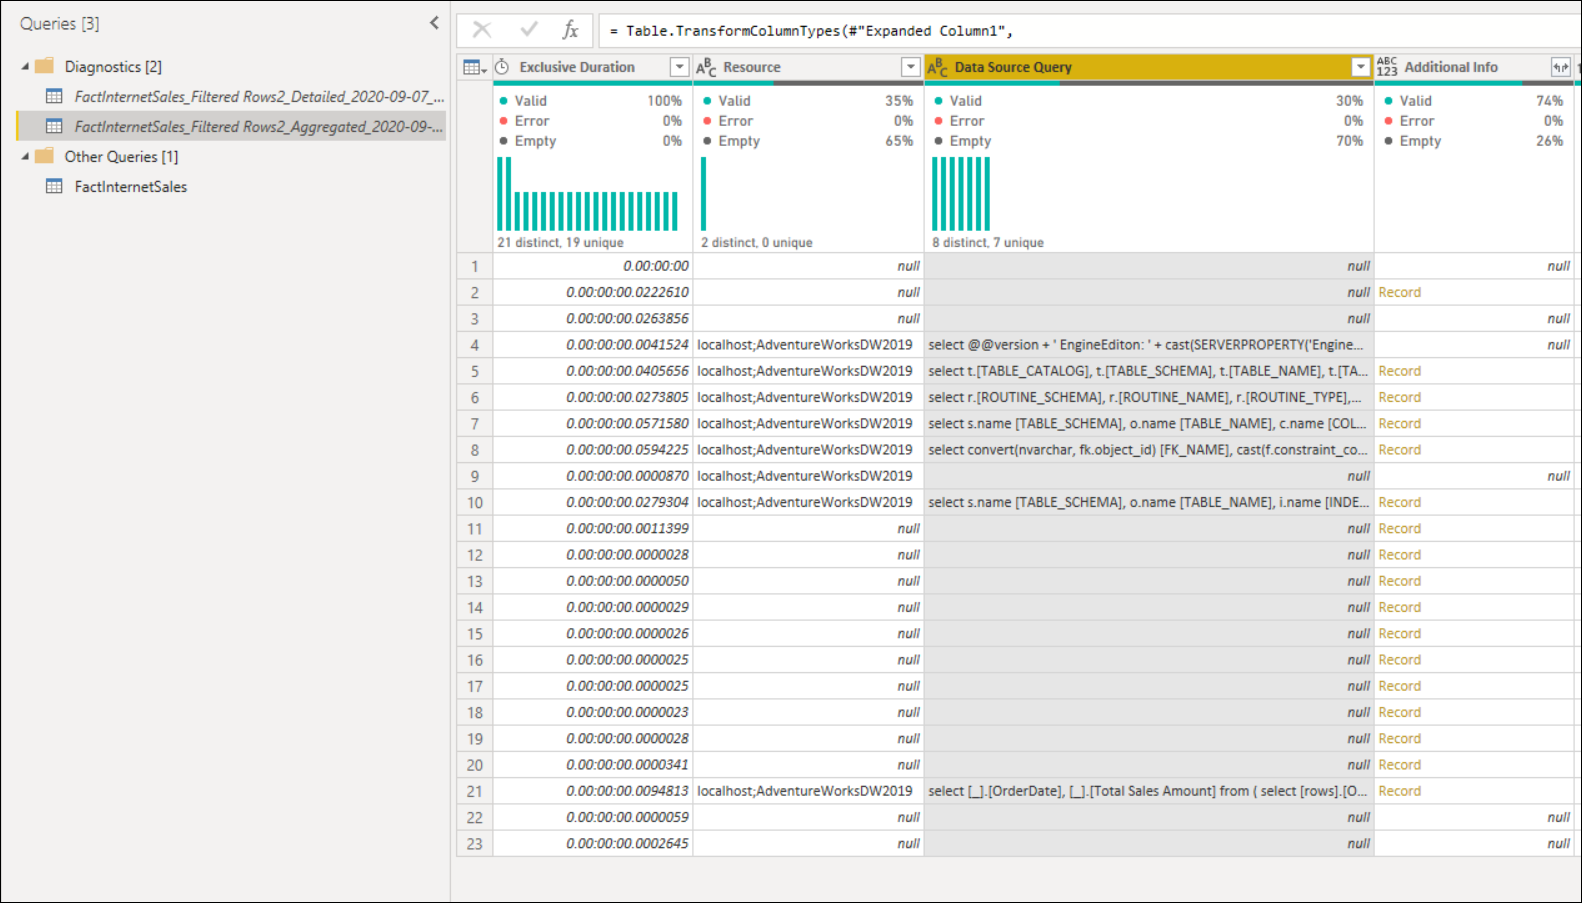 Queries [3]
= Table.TransformColumnTypes(#"Expanded Column1",
Diagnostics [2]
FactInternetSales_Filtered Rows2_Detailed_2020-09-07_...
FactInternetSales_Filtered Rows2_Aggregated_2020-09-...
Other Queries [1]
FactInternetSales
Exclusive Duration ABC Resource ABC Data Source Query ABC 123 Additional Info
Valid 100% Valid 35% Valid 30% Valid 74%
Error 0% Error 0% Error 0% Error 0%
Empty 0% Empty 65% Empty 70% Empty 26%
21 distinct, 19 unique 2 distinct, 0 unique 8 distinct, 7 unique
1 0.00:00:00 null null null
2 0.00:00:00.0222610 null null Record
3 0.00:00:00.0263856 null null null
4 0.00:00:00.0041524 localhost;AdventureWorksDW2019 select @@version + ' EngineEditon: ' + cast(SERVERPROPERTY('Engine... null
5 0.00:00:00.0405656 localhost;AdventureWorksDW2019 select t.[TABLE_CATALOG], t.[TABLE_SCHEMA], t.[TABLE_NAME], t.[TA... Record
6 0.00:00:00.0273805 localhost;AdventureWorksDW2019 select r.[ROUTINE_SCHEMA], r.[ROUTINE_NAME], r.[ROUTINE_TYPE],... Record
7 0.00:00:00.0571580 localhost;AdventureWorksDW2019 select s.name [TABLE_SCHEMA], o.name [TABLE_NAME], c.name [COL... Record
8 0.00:00:00.0594225 localhost;AdventureWorksDW2019 select convert(nvarchar, fk.object_id) [FK_NAME], cast(f.constraint_co... Record
9 0.00:00:00.0000870 localhost;AdventureWorksDW2019 null null
10 0.00:00:00.0279304 localhost;AdventureWorksDW2019 select s.name [TABLE_SCHEMA], o.name [TABLE_NAME], i.name [INDE... Record
11 0.00:00:00.0011399 null null Record
12 0.00:00:00.0000028 null null Record
13 0.00:00:00.0000050 null null Record
14 0.00:00:00.0000029 null null Record
15 0.00:00:00.0000026 null null Record
16 0.00:00:00.0000025 null null Record
17 0.00:00:00.0000025 null null Record
18 0.00:00:00.0000023 null null Record
19 0.00:00:00.0000028 null null Record
20 0.00:00:00.0000341 null null Record
21 0.00:00:00.0094813 localhost;AdventureWorksDW2019 select [_].[OrderDate], [_].[Total Sales Amount] from ( select [rows].[O... Record
22 0.00:00:00.0000059 null null null
23 0.00:00:00.0002645 null null null